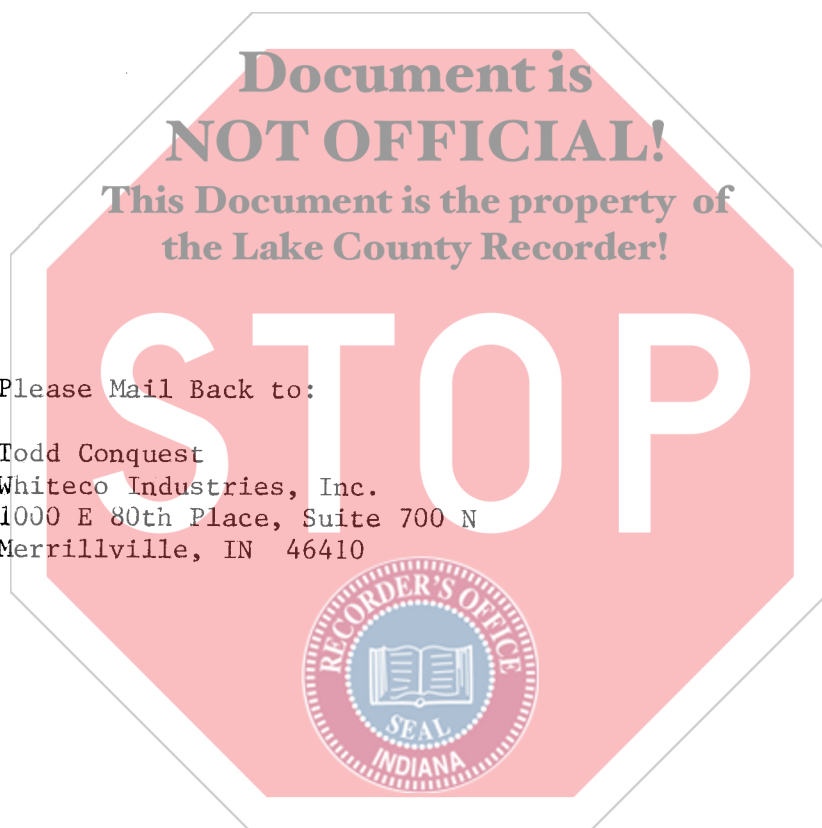 Document is
NOT OFFICIAL!
This Document is the property of
the Lake County Recorder!
STOP
Please Mail Back to:
Todd Conquest
Whiteco Industries, Inc.
1000 E 80th Place, Suite 700 N
Merrillville, IN 46410
RECORDER'S OFFICE
SEAL
INDIANA